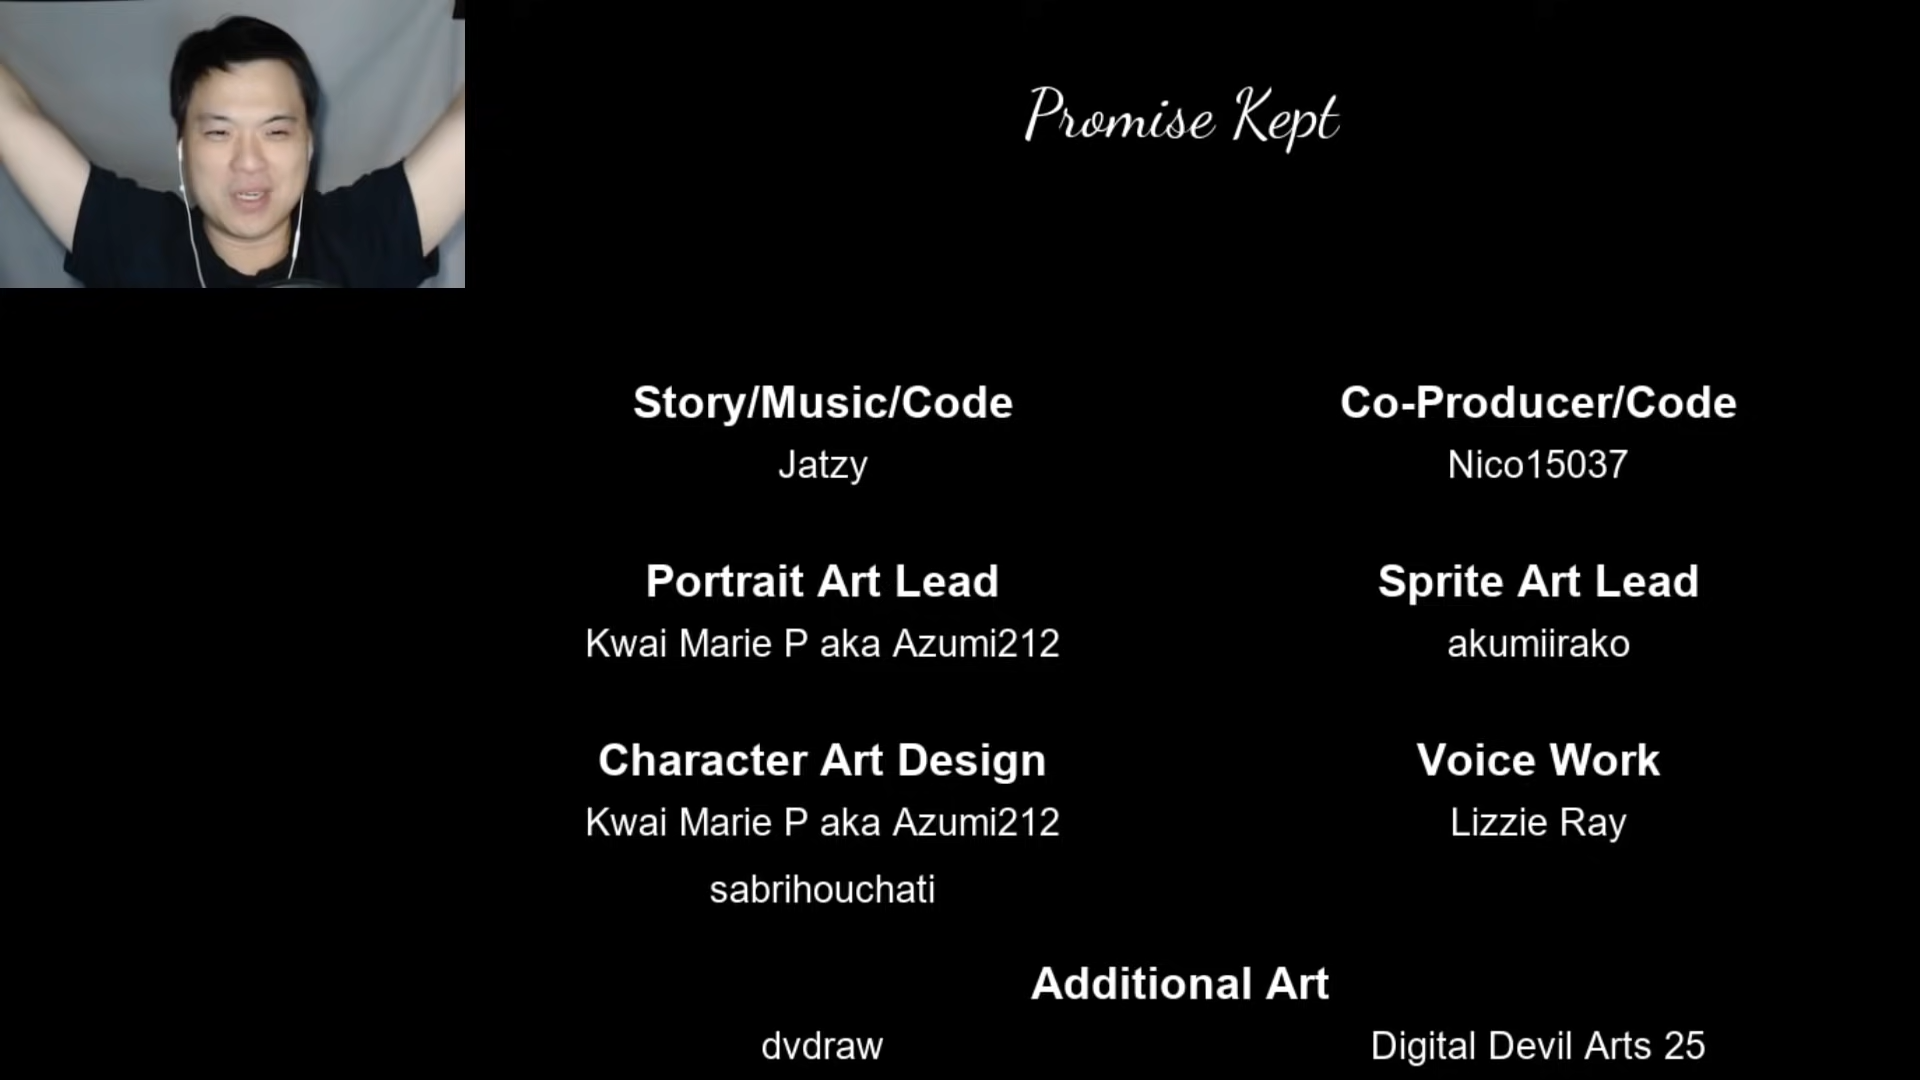 Promise Kept
Story/Music/Code
Jatzy
Co-Producer/Code
Nico15037
Portrait Art Lead
Kwai Marie P aka Azumi212
Sprite Art Lead
akumiirako
Character Art Design
Kwai Marie P aka Azumi212
sabrihouchati
Voice Work
Lizzie Ray
Additional Art
dvdraw
Digital Devil Arts 25